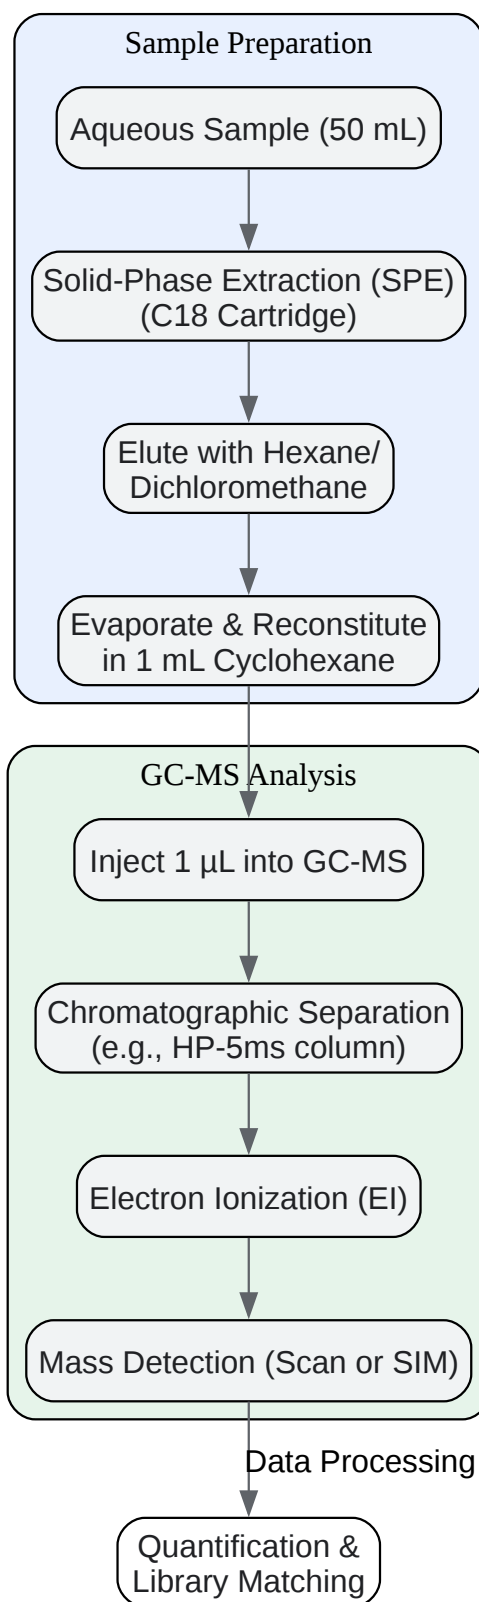 Sample Preparation
Aqueous Sample (50 mL)
Solid-Phase Extraction (SPE)
(C18 Cartridge)
Elute with Hexane/
Dichloromethane
Evaporate & Reconstitute
in 1 mL Cyclohexane
GC-MS Analysis
Inject 1 µL into GC-MS
Chromatographic Separation
(e.g., HP-5ms column)
Electron Ionization (EI)
Mass Detection (Scan or SIM)
Data Processing
Quantification &
Library Matching